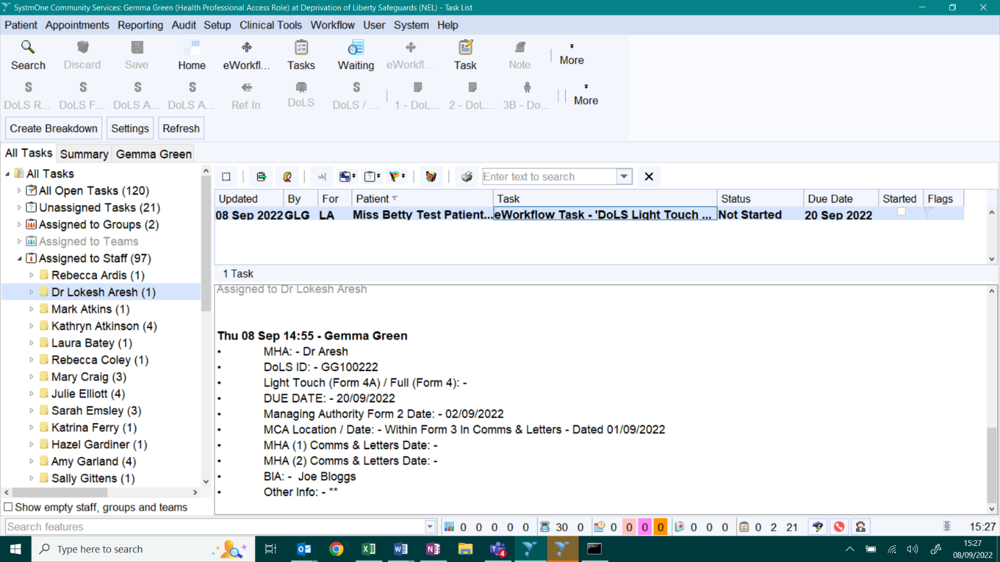 SystmOne Community Services: Gemma Green (Health Professional Access Role) at Deprivation of Liberty Safeguards (NEL) - Task List
Patient Appointments Reporting Audit Setup Clinical Tools Workflow User System Help
Search Discard Save Home eWorkfl... Tasks Waiting eWorkfl... Task Note More
DoLS R... DoLS F... DoLS A... DoLS A... Ref In DoLS DoLS / ... 1 - DoL... 2 - DoL... 3B - Do... More
Create Breakdown Settings Refresh
All Tasks Summary Gemma Green
All Tasks
All Open Tasks (120)
Unassigned Tasks (21)
Assigned to Groups (2)
Assigned to Teams
Assigned to Staff (97)
Rebecca Ardis (1)
Dr Lokesh Aresh (1)
Mark Atkins (1)
Kathryn Atkinson (4)
Laura Batey (1)
Rebecca Coley (1)
Mary Craig (3)
Julie Elliott (4)
Sarah Emsley (3)
Katrina Ferry (1)
Hazel Gardiner (1)
Amy Garland (4)
Sally Gittens (1)
Show empty staff, groups and teams
Enter text to search
Updated By For Patient Task Status Due Date Started Flags
08 Sep 2022 GLG LA Miss Betty Test Patient... eWorkflow Task - 'DoLS Light Touch ... Not Started 20 Sep 2022
1 Task
Assigned to Dr Lokesh Aresh
Thu 08 Sep 14:55 - Gemma Green
• MHA: - Dr Aresh
• DoLS ID: - GG100222
• Light Touch (Form 4A) / Full (Form 4): -
• DUE DATE: - 20/09/2022
• Managing Authority Form 2 Date: - 02/09/2022
• MCA Location / Date: - Within Form 3 In Comms & Letters - Dated 01/09/2022
• MHA (1) Comms & Letters Date: -
• MHA (2) Comms & Letters Date: -
• BIA: - Joe Bloggs
• Other Info: - **
Search features 0 0 0 0 30 0 0 0 0 0 0 0 0 0 2 21 15:27
Type here to search 4 15:27
08/09/2022